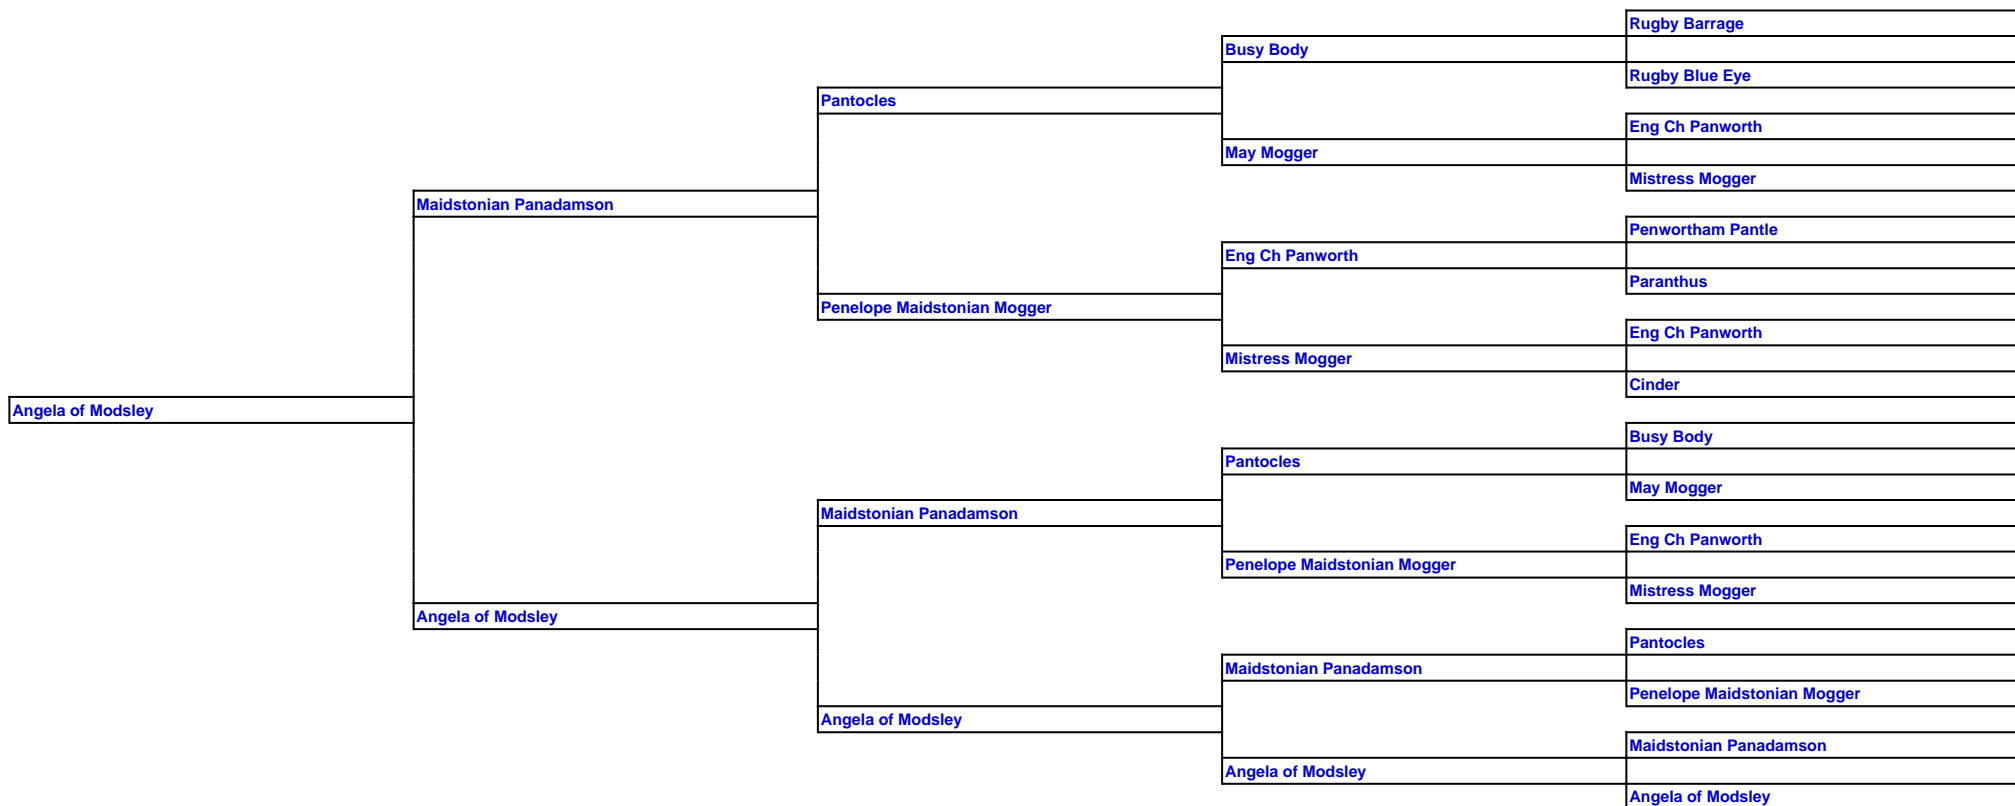 Rugby Barrage
Busy Body
Rugby Blue Eye
Pantocles
Eng Ch Panworth
May Mogger
Mistress Mogger
Maidstonian Panadamson
Penwortham Pantle
Eng Ch Panworth
Paranthus
Penelope Maidstonian Mogger
Eng Ch Panworth
Mistress Mogger
Cinder
Angela of Modsley
Busy Body
Pantocles
May Mogger
Maidstonian Panadamson
Eng Ch Panworth
Penelope Maidstonian Mogger
Mistress Mogger
Angela of Modsley
Pantocles
Maidstonian Panadamson
Penelope Maidstonian Mogger
Angela of Modsley
Maidstonian Panadamson
Angela of Modsley
Angela of Modsley